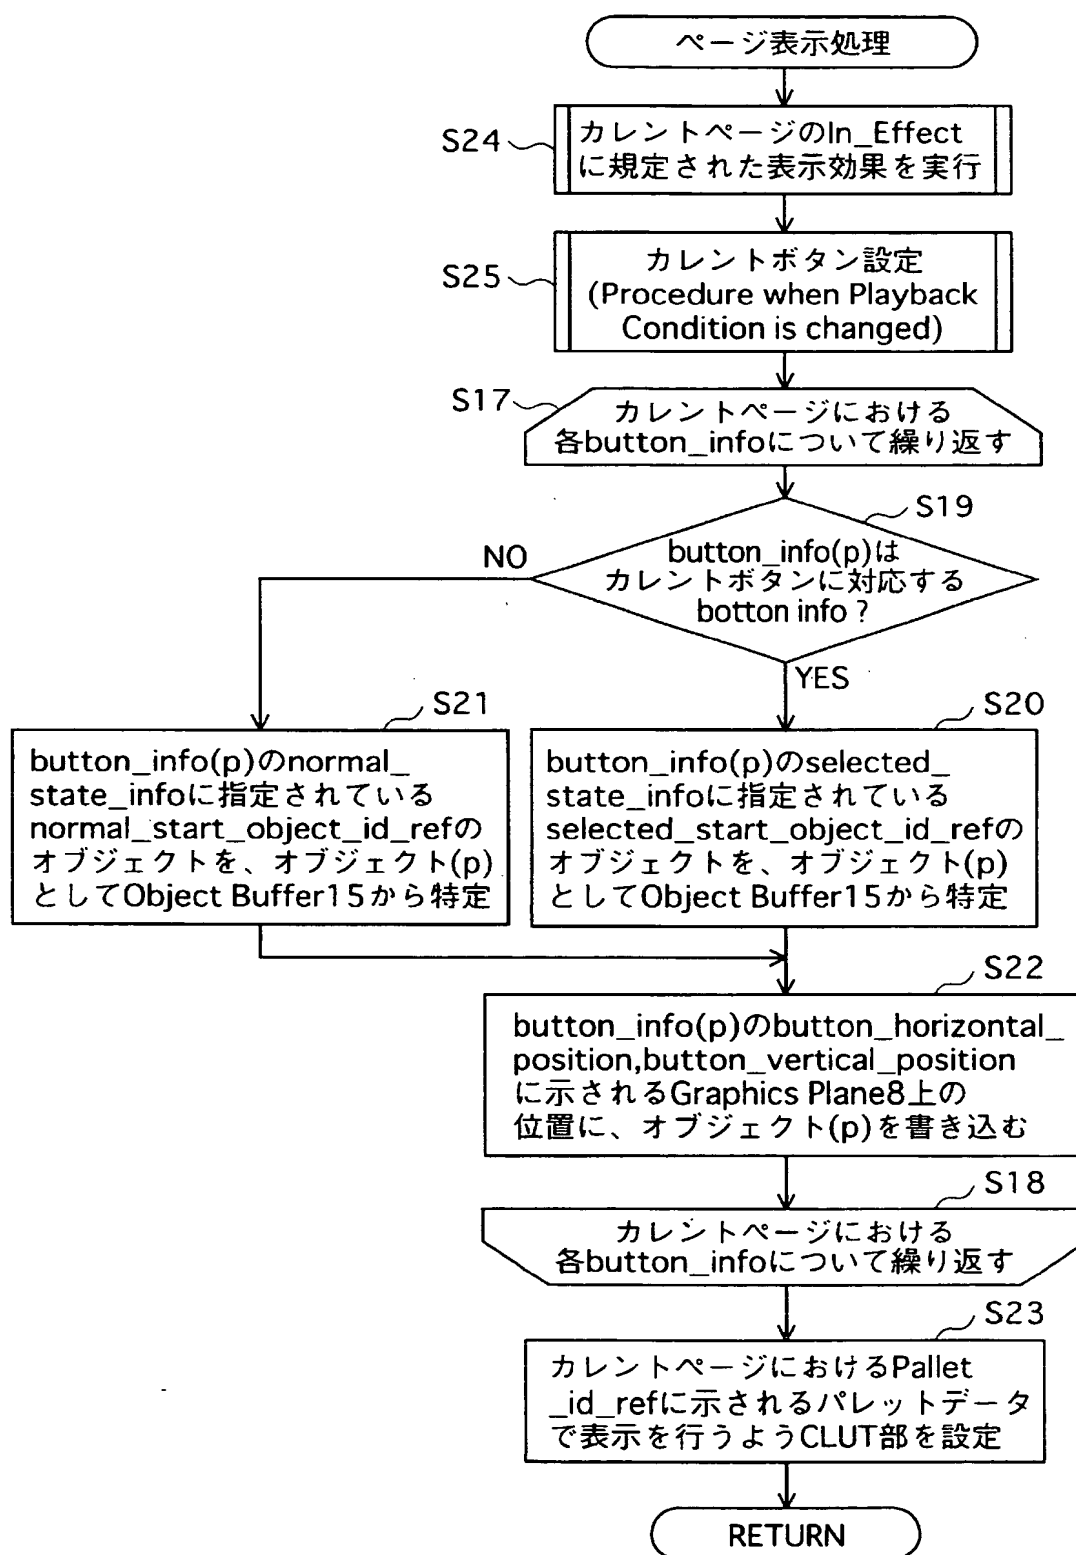 ページ表示処理
S24
カレントページのIn_Effect
に規定された表示効果を実行
S25
カレントボタン設定
(Procedure when Playback
Condition is changed)
S17
カレントページにおける
各button_infoについて繰り返す
S19
button_info(p)は
カレントボタンに対応する
botton info ?
NO
YES
S21
button_info(p)のnormal_
state_infoに指定されている
normal_start_object_id_refの
オブジェクトを、オブジェクト(p)
としてObject Buffer15から特定
S20
button_info(p)のselected_
state_infoに指定されている
selected_start_object_id_refの
オブジェクトを、オブジェクト(p)
としてObject Buffer15から特定
S22
button_info(p)のbutton_horizontal_
position,button_vertical_position
に示されるGraphics Plane8上の
位置に、オブジェクト(p)を書き込む
S18
カレントページにおける
各button_infoについて繰り返す
S23
カレントページにおけるPallet
_id_refに示されるパレットデータ
で表示を行うようCLUT部を設定
RETURN